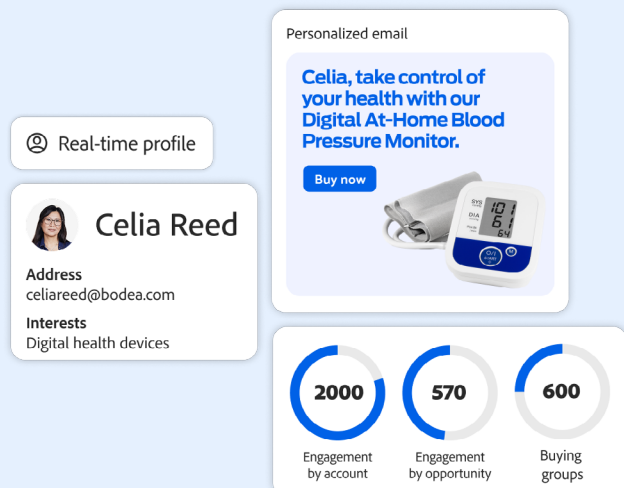 Personalized email
Celia, take control of
your health with our
Digital At-Home Blood
Pressure Monitor.
Buy now
SYS
DIA
101
61
64
Real-time profile
Celia Reed
Address
celiareed@bodea.com
Interests
Digital health devices
2000
Engagement
by account
570
Engagement
by opportunity
600
Buying
groups